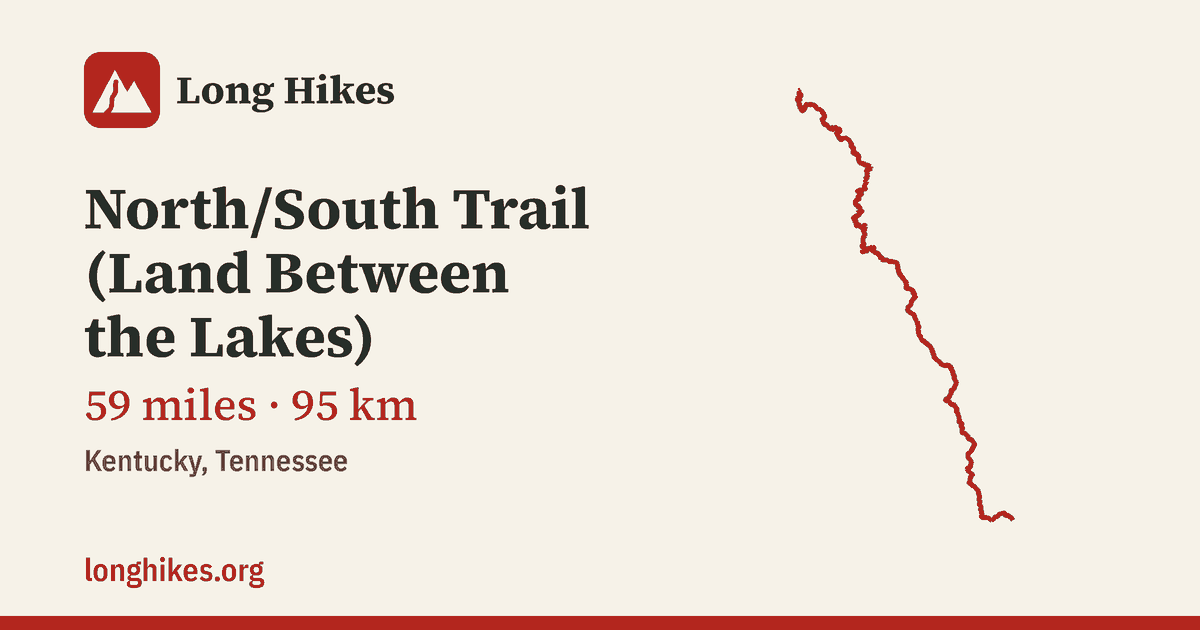 Long Hikes
North/South Trail
(Land Between
the Lakes)
59 miles · 95 km
Kentucky, Tennessee
longhikes.org